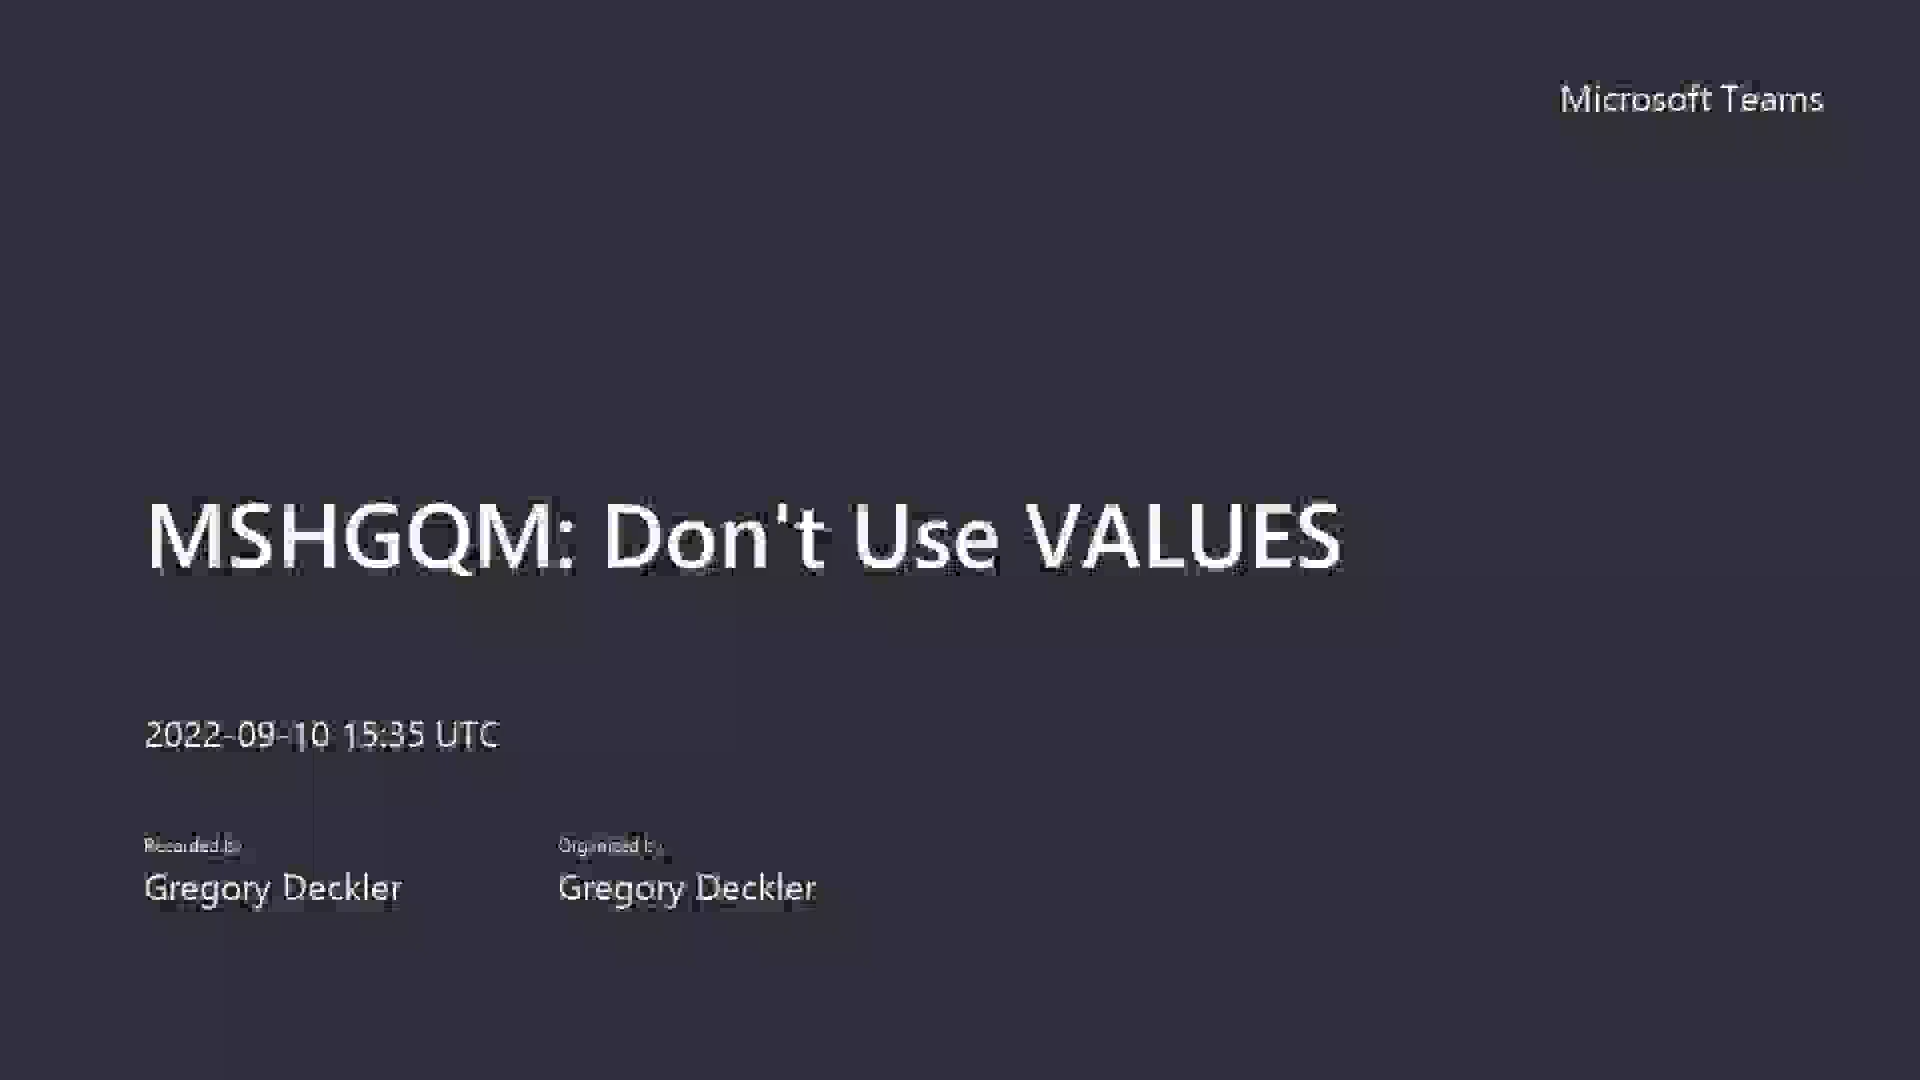 Microsoft Teams
MSHGQM: Don't Use VALUES
2022-09-10 15:35 UTC
Recorded by
Organized by
Gregory Deckler
Gregory Deckler